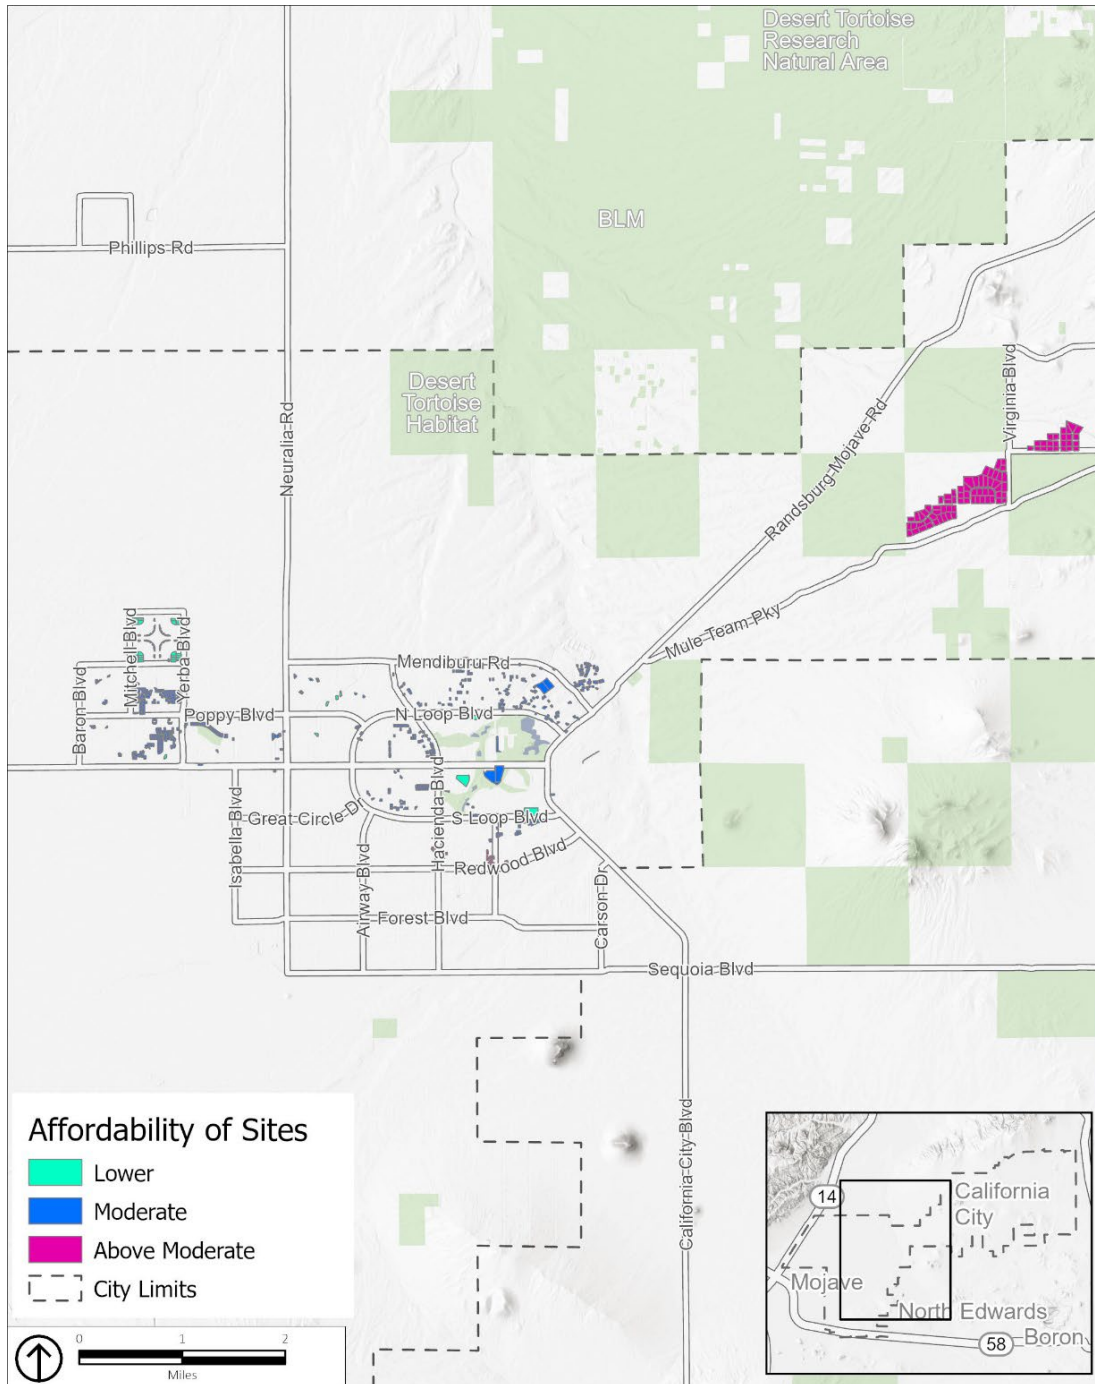 Desert Tortoise
Research
Natural Area
BLM
Phillips Rd
Desert
Tortoise
Habitat
Neuralia Rd
Virginia Blvd
Randsburg-Mojave Rd
Mule Team Pky
Mendiburu Rd
Mitchell Blvd
Yerba Blvd
Baron Blvd
Poppy Blvd
N Loop Blvd
Hacienda Blvd
Great Circle Dr
S Loop Blvd
Isabella Blvd
Airway Blvd
Redwood Blvd
Forest Blvd
Carson Dr
Sequoia Blvd
California City Blvd
Affordability of Sites
Lower
Moderate
Above Moderate
City Limits
0 1 2
Miles
14
California
City
Mojave
North Edwards
58
Boron